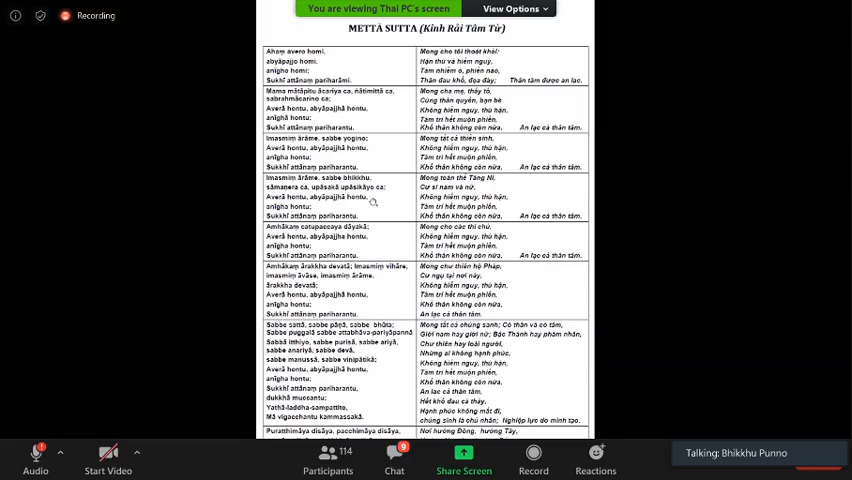 Recording
You are viewing Thai PC's screen
View Options
METTĀ SUTTA (Kinh Rải Tâm Từ)
Ahaṃ avero homi,
abyāpajjo homi,
anīgho homi;
Sukhī attānaṃ pariharāmi.
Mong cho tôi thoát khỏi:
Hận thù và hiểm nguy,
Tâm nhiễm ô, phiền não,
Thân đau khổ, đọa đày; Thân tâm được an lạc.
Mama mātāpitu ācariya ca, ñātimittā ca,
sabrahmacārino ca;
Averā hontu, abyāpajjhā hontu,
anīghā hontu;
Sukhī attānaṃ pariharantu.
Mong cha mẹ, thầy tổ,
Cùng thân quyến, bạn bè
Không hiểm nguy, thù hận,
Tâm trí hết muộn phiền,
Khổ thân không còn nữa, An lạc cả thân tâm.
Imasmiṃ ārāme, sabbe yogino;
Averā hontu, abyāpajjhā hontu,
anīgha hontu;
Sukkhī attānaṃ pariharantu.
Mong tất cả thiền sinh,
Không hiểm nguy, thù hận,
Tâm trí hết muộn phiền,
Khổ thân không còn nữa, An lạc cả thân tâm.
Imasmiṃ ārāme, sabbe bhikkhu,
sāmaṇera ca, upāsakā upāsikāyo ca;
Averā hontu, abyāpajjhā hontu,
anīgha hontu;
Sukkhī attānaṃ pariharantu.
Mong toàn thể Tăng Ni,
Cư sĩ nam và nữ,
Không hiểm nguy, thù hận,
Tâm trí hết muộn phiền,
Khổ thân không còn nữa, An lạc cả thân tâm.
Amhākaṃ catupaccaya dāyakā;
Averā hontu, abyāpajjhā hontu,
anīgha hontu;
Sukkhī attānaṃ pariharantu.
Mong cho các thí chủ,
Không hiểm nguy, thù hận,
Tâm trí hết muộn phiền,
Khổ thân không còn nữa, An lạc cả thân tâm.
Amhākaṃ ārakkha devatā; Imasmiṃ vihāre,
imasmiṃ āvāse, imasmiṃ ārāme,
ārakkha devatā;
Averā hontu, abyāpajjhā hontu,
anīgha hontu;
Sukkhī attānaṃ pariharantu.
Mong chư thiên hộ Pháp,
Cư ngụ tại nơi này,
Không hiểm nguy, thù hận,
Tâm trí hết muộn phiền,
Khổ thân không còn nữa,
An lạc cả thân tâm.
Sabbe sattā, sabbe pāṇā, sabbe bhūta;
Sabbe puggalā sabbe attabhāva-pariyāpannā
Sabbā itthiyo, sabbe purisā, sabbe ariyā,
sabbe anariyā, sabbe devā,
sabbe manussā, sabbe vinipātikā;
Averā hontu, abyāpajjhā hontu,
anīgha hontu;
Sukkhī attānaṃ pariharantu,
dukkhā muccantu;
Yathā-laddha-sampattito,
Mā vigacchantu kammassakā.
Mong tất cả chúng sanh; Có thân và có tâm,
Giới nam hay giới nữ; Bậc Thánh hay phàm nhân,
Chư thiên hay loài người,
Những ai không hạnh phúc,
Không hiểm nguy, thù hận,
Tâm trí hết muộn phiền,
Khổ thân không còn nữa,
An lạc cả thân tâm,
Hết khổ đau cả thảy,
Hạnh phúc không mất đi,
chúng sinh là chủ nhân; Nghiệp lực do mình tạo.
Puratthimāya disāya, pacchimāya disāya,
Nơi hướng Đông, hướng Tây,
Audio
Start Video
Participants
114
Chat
9
Share Screen
Record
Reactions
Talking: Bhikkhu Punno